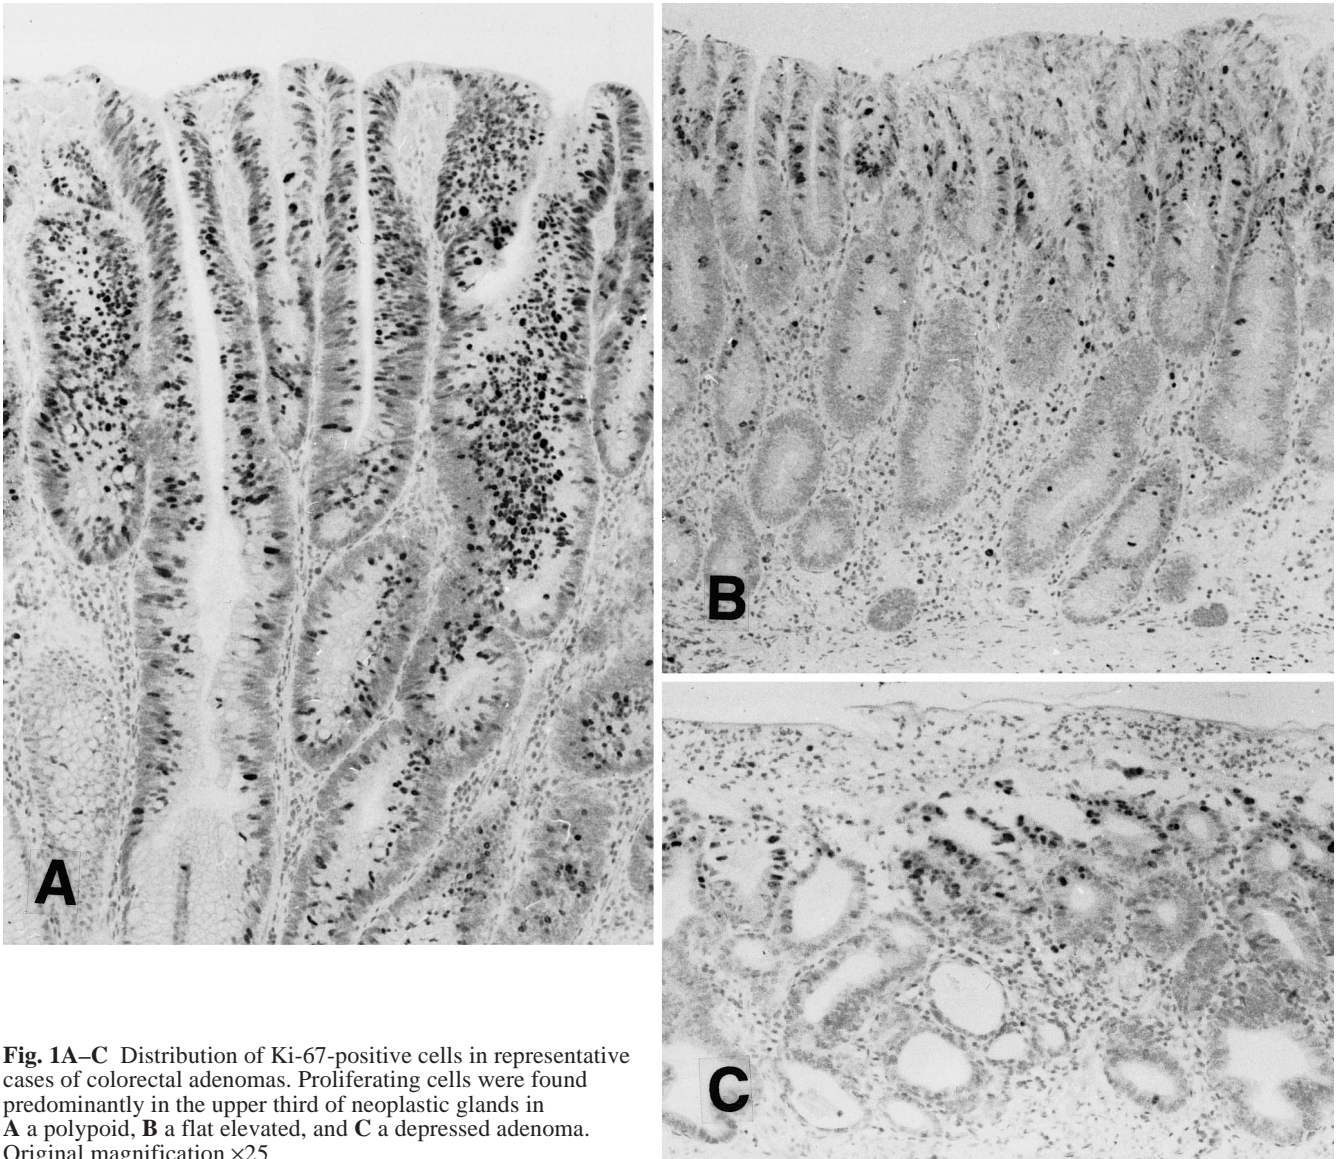 A
B
C
Fig. 1A–C Distribution of Ki-67-positive cells in representative
cases of colorectal adenomas. Proliferating cells were found
predominantly in the upper third of neoplastic glands in
A a polypoid, B a flat elevated, and C a depressed adenoma.
Original magnification ×25